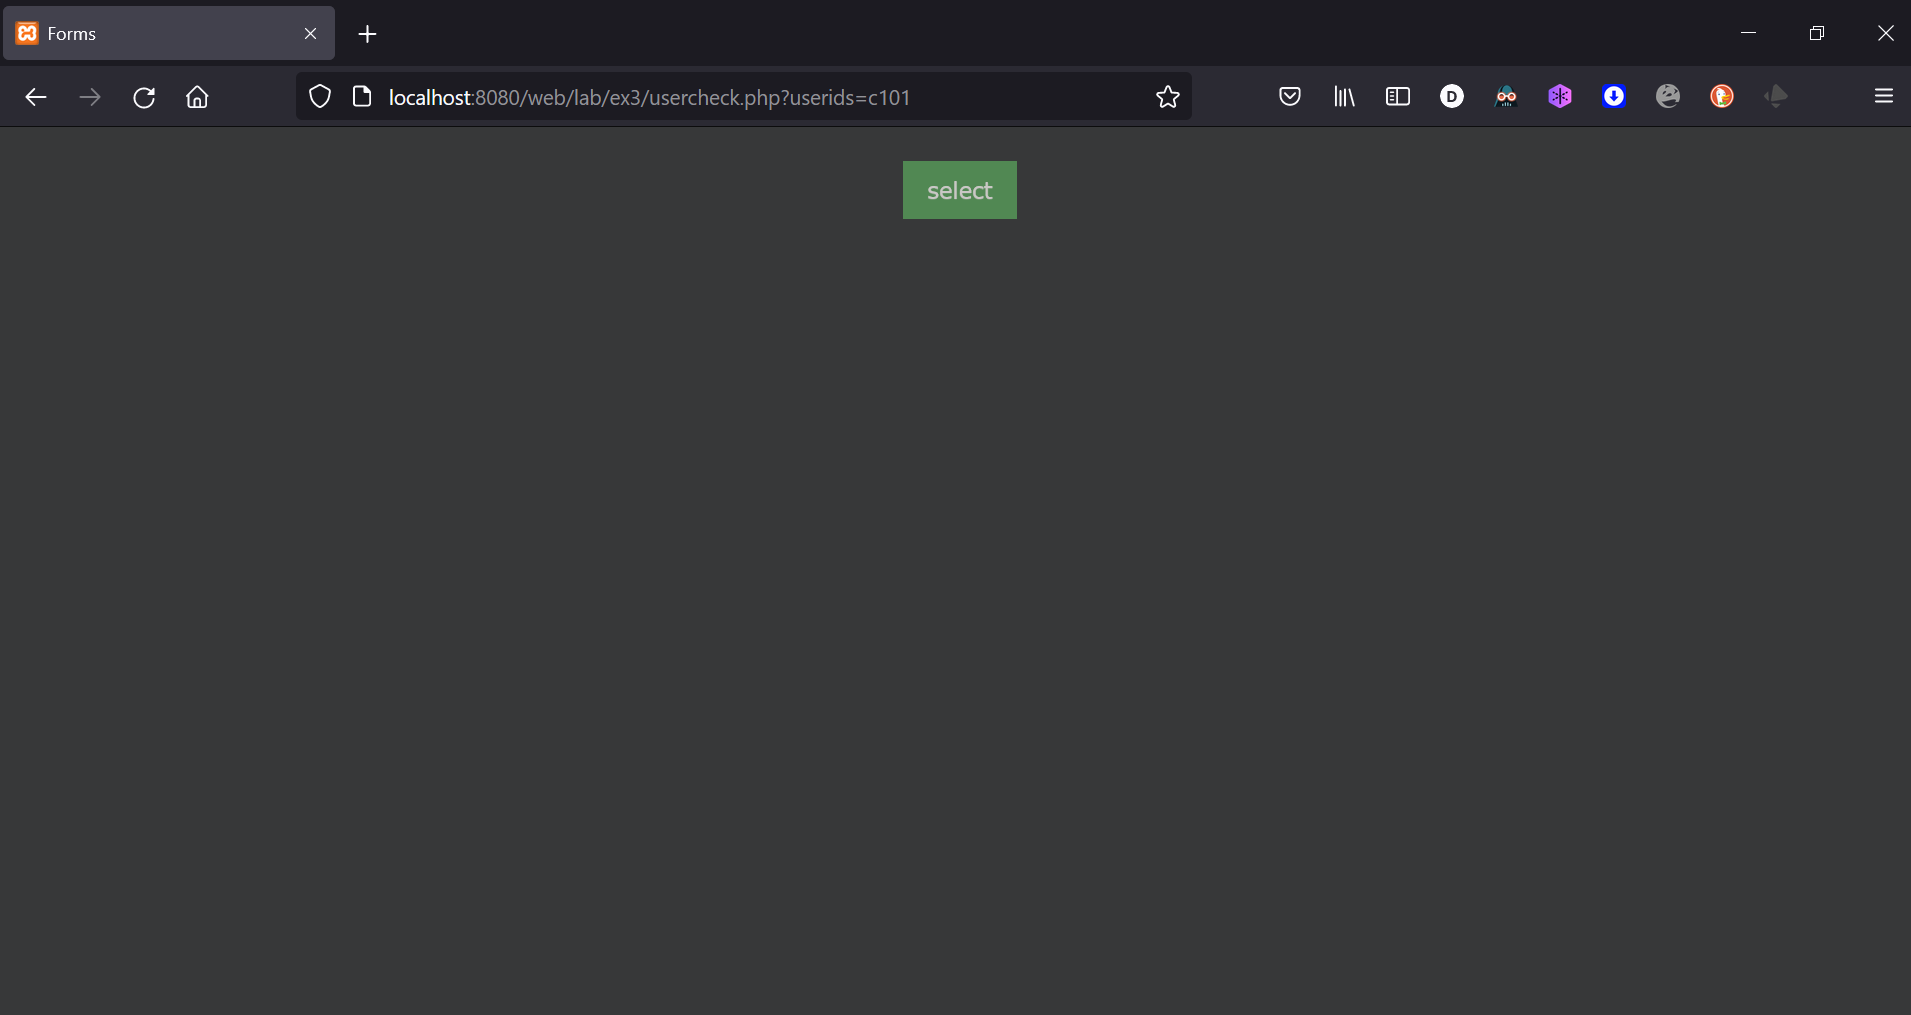 Forms
localhost:8080/web/lab/ex3/usercheck.php?userids=c101
D
select